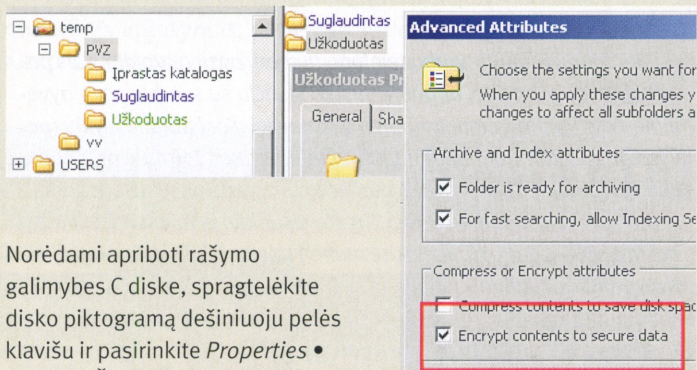 temp
PVZ
Įprastas katalogas
Suglaudintas
Užkoduotas
vv
USERS
Suglaudintas
Užkoduotas
Užkoduotas Pr
General Sha
Advanced Attributes
Choose the settings you want for
When you apply these changes y
changes to affect all subfolders a
Archive and Index attributes
Folder is ready for archiving
For fast searching, allow Indexing Se
Compress or Encrypt attributes
Compress contents to save disk spac
Encrypt contents to secure data
Norėdami apriboti rašymo
galimybes C diske, spragtelėkite
disko piktogramą dešiniuoju pelės
klavišu ir pasirinkite Properties •